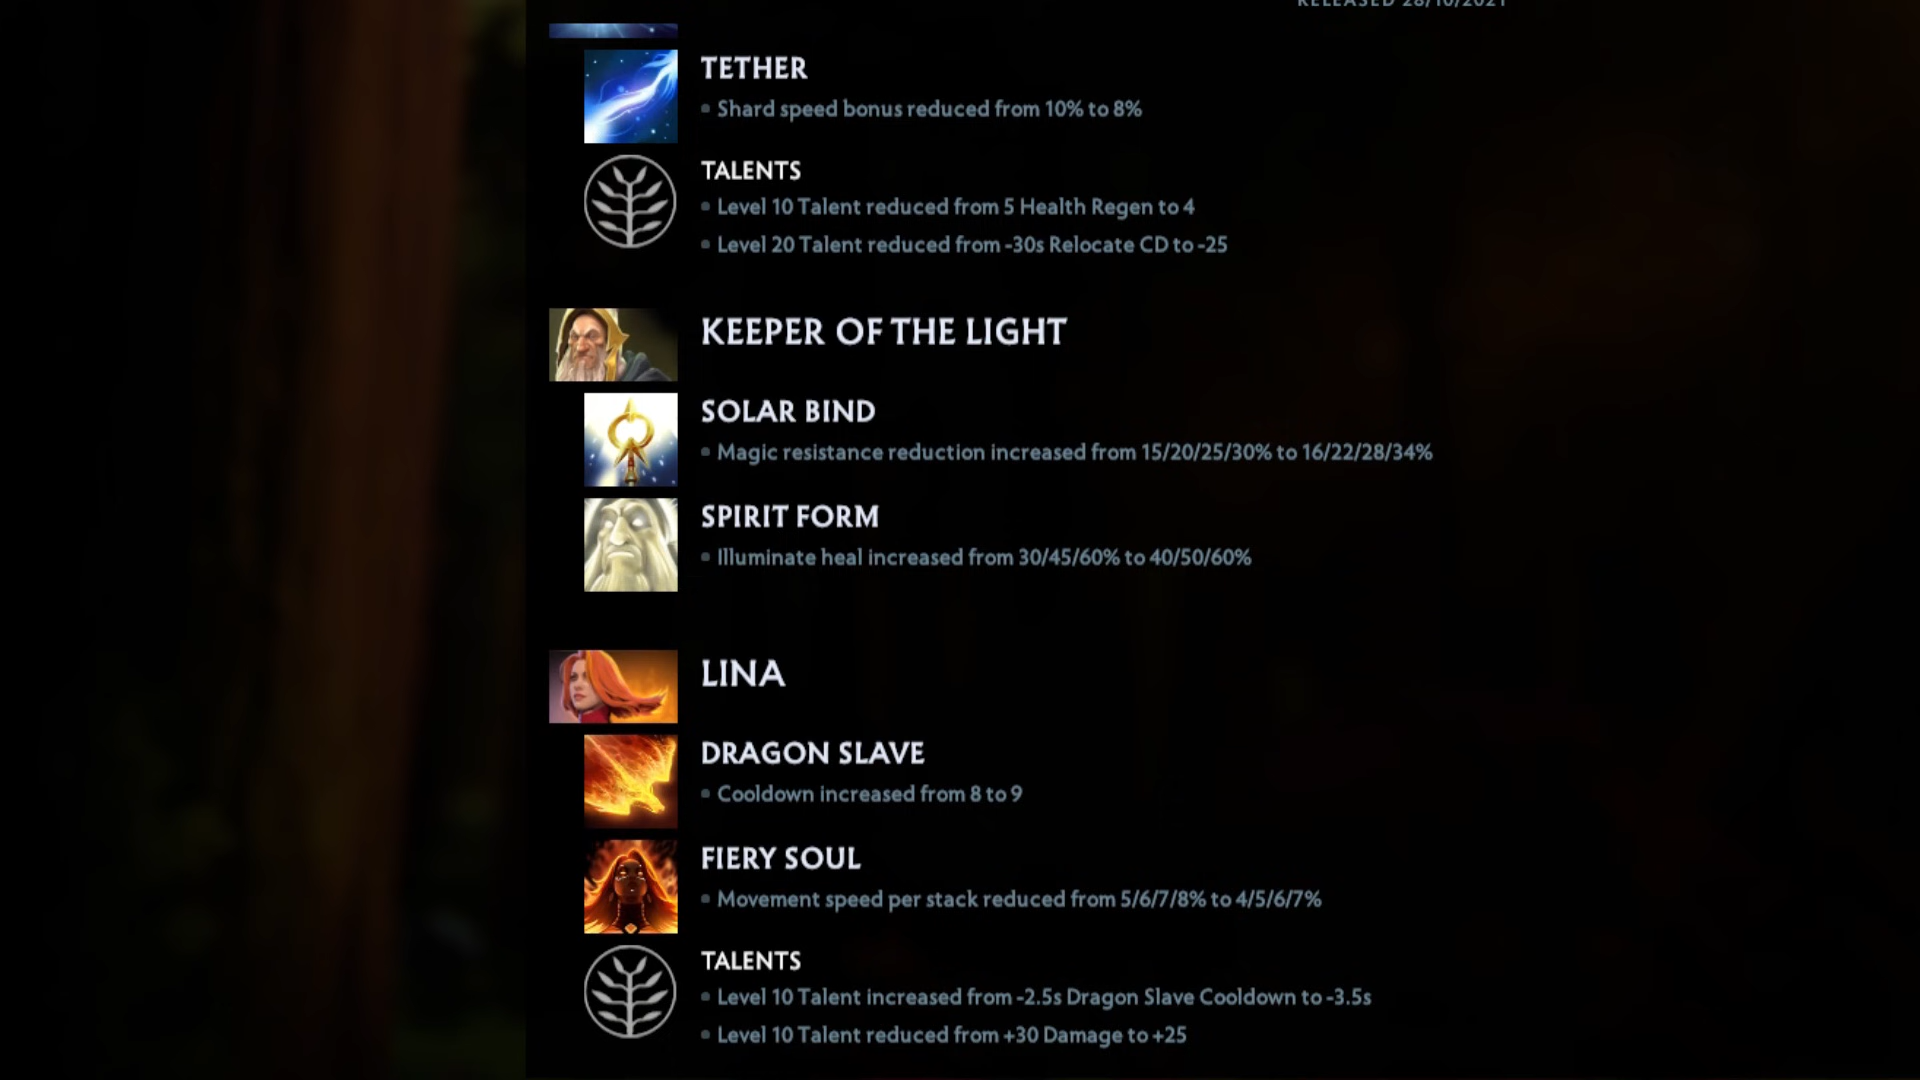 RELEASED 28/10/2021
TETHER
Shard speed bonus reduced from 10% to 8%
TALENTS
Level 10 Talent reduced from 5 Health Regen to 4
Level 20 Talent reduced from -30s Relocate CD to -25
KEEPER OF THE LIGHT
SOLAR BIND
Magic resistance reduction increased from 15/20/25/30% to 16/22/28/34%
SPIRIT FORM
Illuminate heal increased from 30/45/60% to 40/50/60%
LINA
DRAGON SLAVE
Cooldown increased from 8 to 9
FIERY SOUL
Movement speed per stack reduced from 5/6/7/8% to 4/5/6/7%
TALENTS
Level 10 Talent increased from -2.5s Dragon Slave Cooldown to -3.5s
Level 10 Talent reduced from +30 Damage to +25